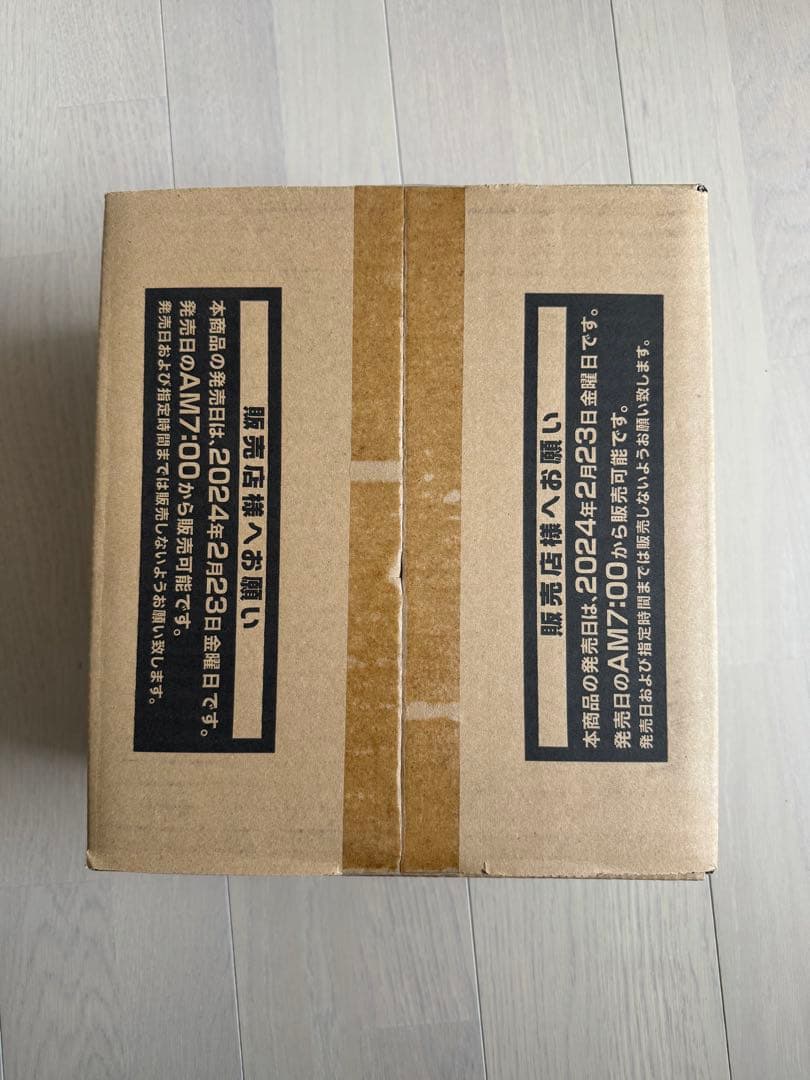 販売店様へお願い
本商品の発売日は、2024年2月23日金曜日です。
発売日のAM7:00から販売可能です。
発売日および指定時間までは販売しないようお願い致します。
販売店様へお願い
本商品の発売日は、2024年2月23日金曜日です。
発売日のAM7:00から販売可能です。
発売日および指定時間までは販売しないようお願い致します。